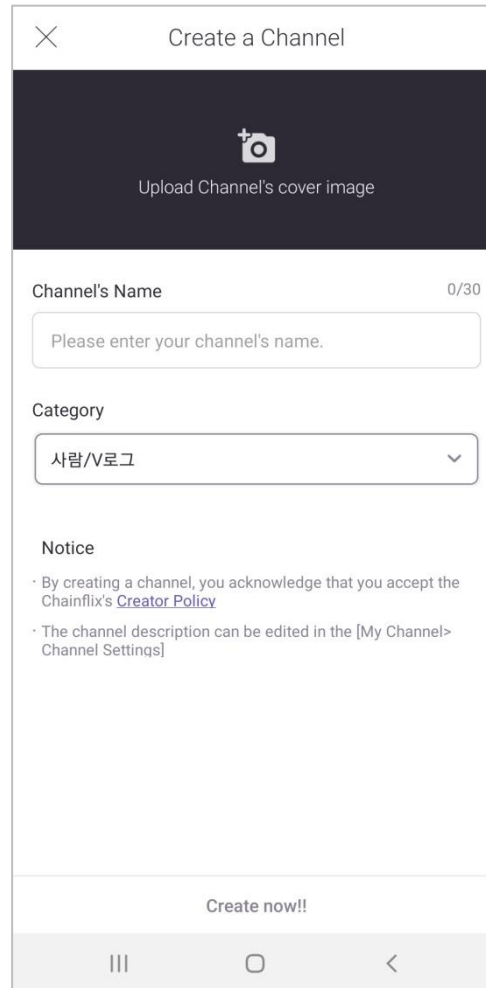 Create a Channel
Upload Channel's cover image
Channel's Name 0/30
Please enter your channel's name.
Category
사람/V로그
Notice
· By creating a channel, you acknowledge that you accept the
Chainflix's Creator Policy
· The channel description can be edited in the [My Channel>
Channel Settings]
Create now!!